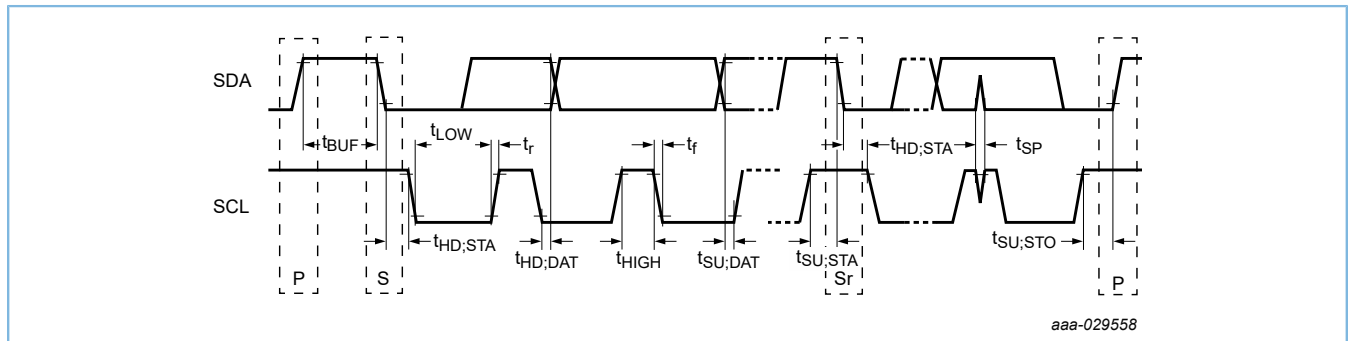 SDA
tBUF
tLOW
tr
tf
tHD;STA
tSP
SCL
tHD;STA
tHD;DAT
tHIGH
tSU;DAT
tSU;STA
tSU;STO
P
S
Sr
P
aaa-029558